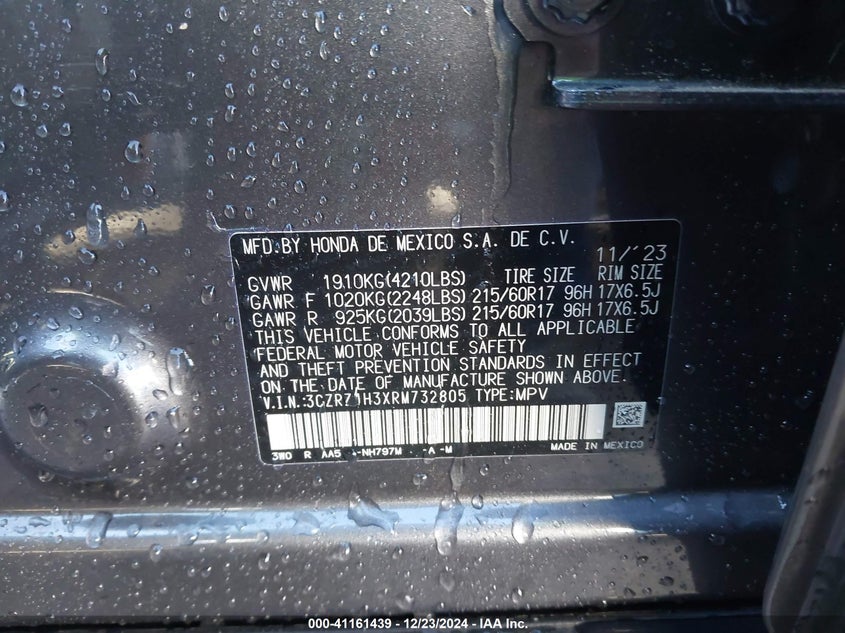 MFD.BY HONDA DE MEXICO S.A. DE C.V. 11/'23
GVWR 1910KG(4210LBS) TIRE SIZE RIM SIZE
GAWR F 1020KG(2248LBS) 215/60R17 96H 17X6.5J
GAWR R 925KG(2039LBS) 215/60R17 96H 17X6.5J
THIS VEHICLE CONFORMS TO ALL APPLICABLE
FEDERAL MOTOR VEHICLE SAFETY
AND THEFT PREVENTION STANDARDS IN EFFECT
ON THE DATE OF MANUFACTURE SHOWN ABOVE.
V.I.N.:3CZRZ1H3XRM732805 TYPE:MPV
3W0 R AA5 -NH797M -A -M MADE IN MEXICO
000-41161439 - 12/23/2024 - IAA Inc.